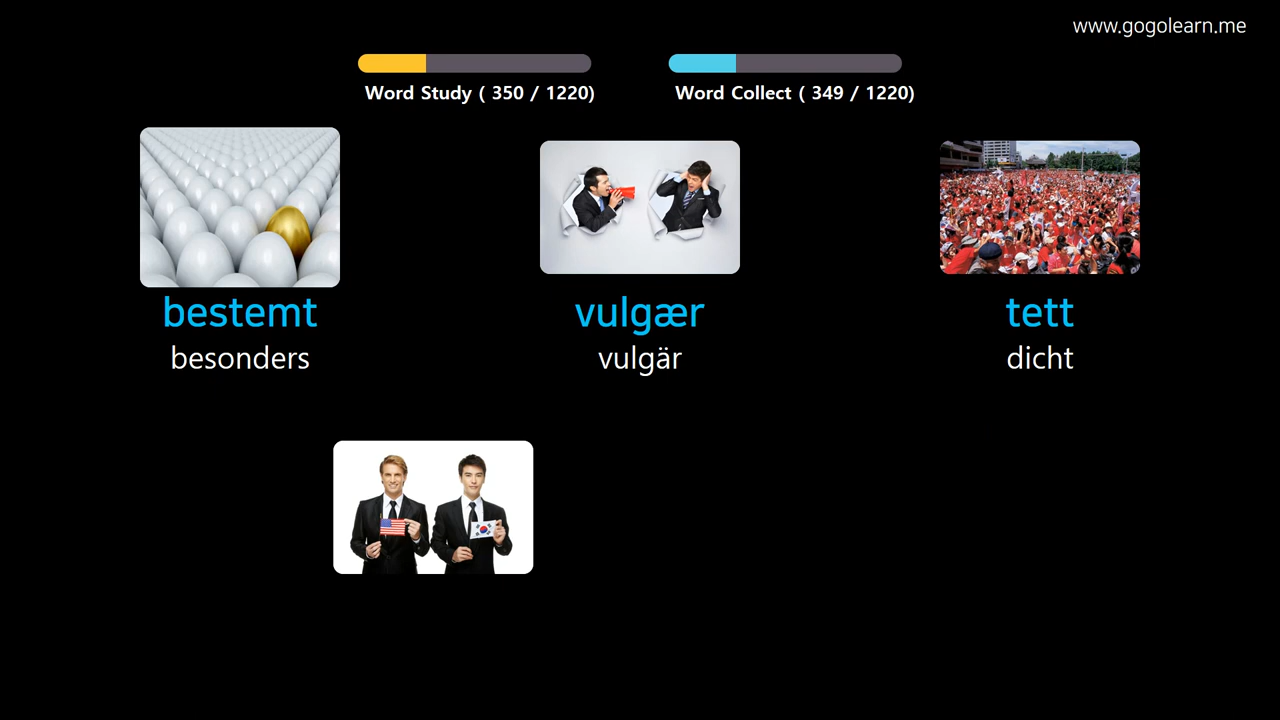 www.gogolearn.me
Word Study ( 350 / 1220)
Word Collect ( 349 / 1220)
bestemt
vulgær
tett
besonders
vulgär
dicht